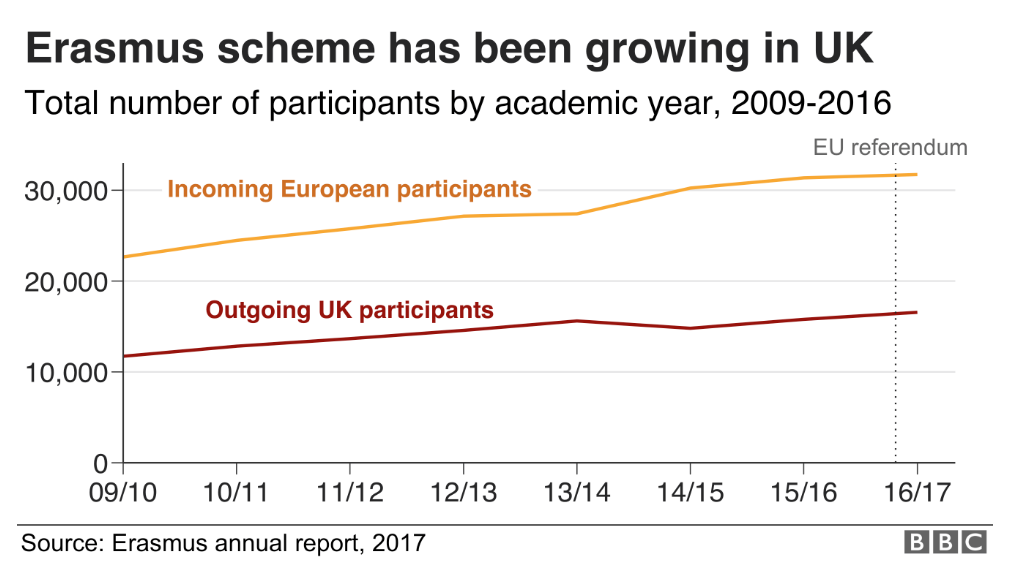 Erasmus scheme has been growing in UK
Total number of participants by academic year, 2009-2016
EU referendum
30,000
Incoming European participants
20,000
Outgoing UK participants
10,000
0
09/10 10/11 11/12 12/13 13/14 14/15 15/16 16/17
Source: Erasmus annual report, 2017
BBC